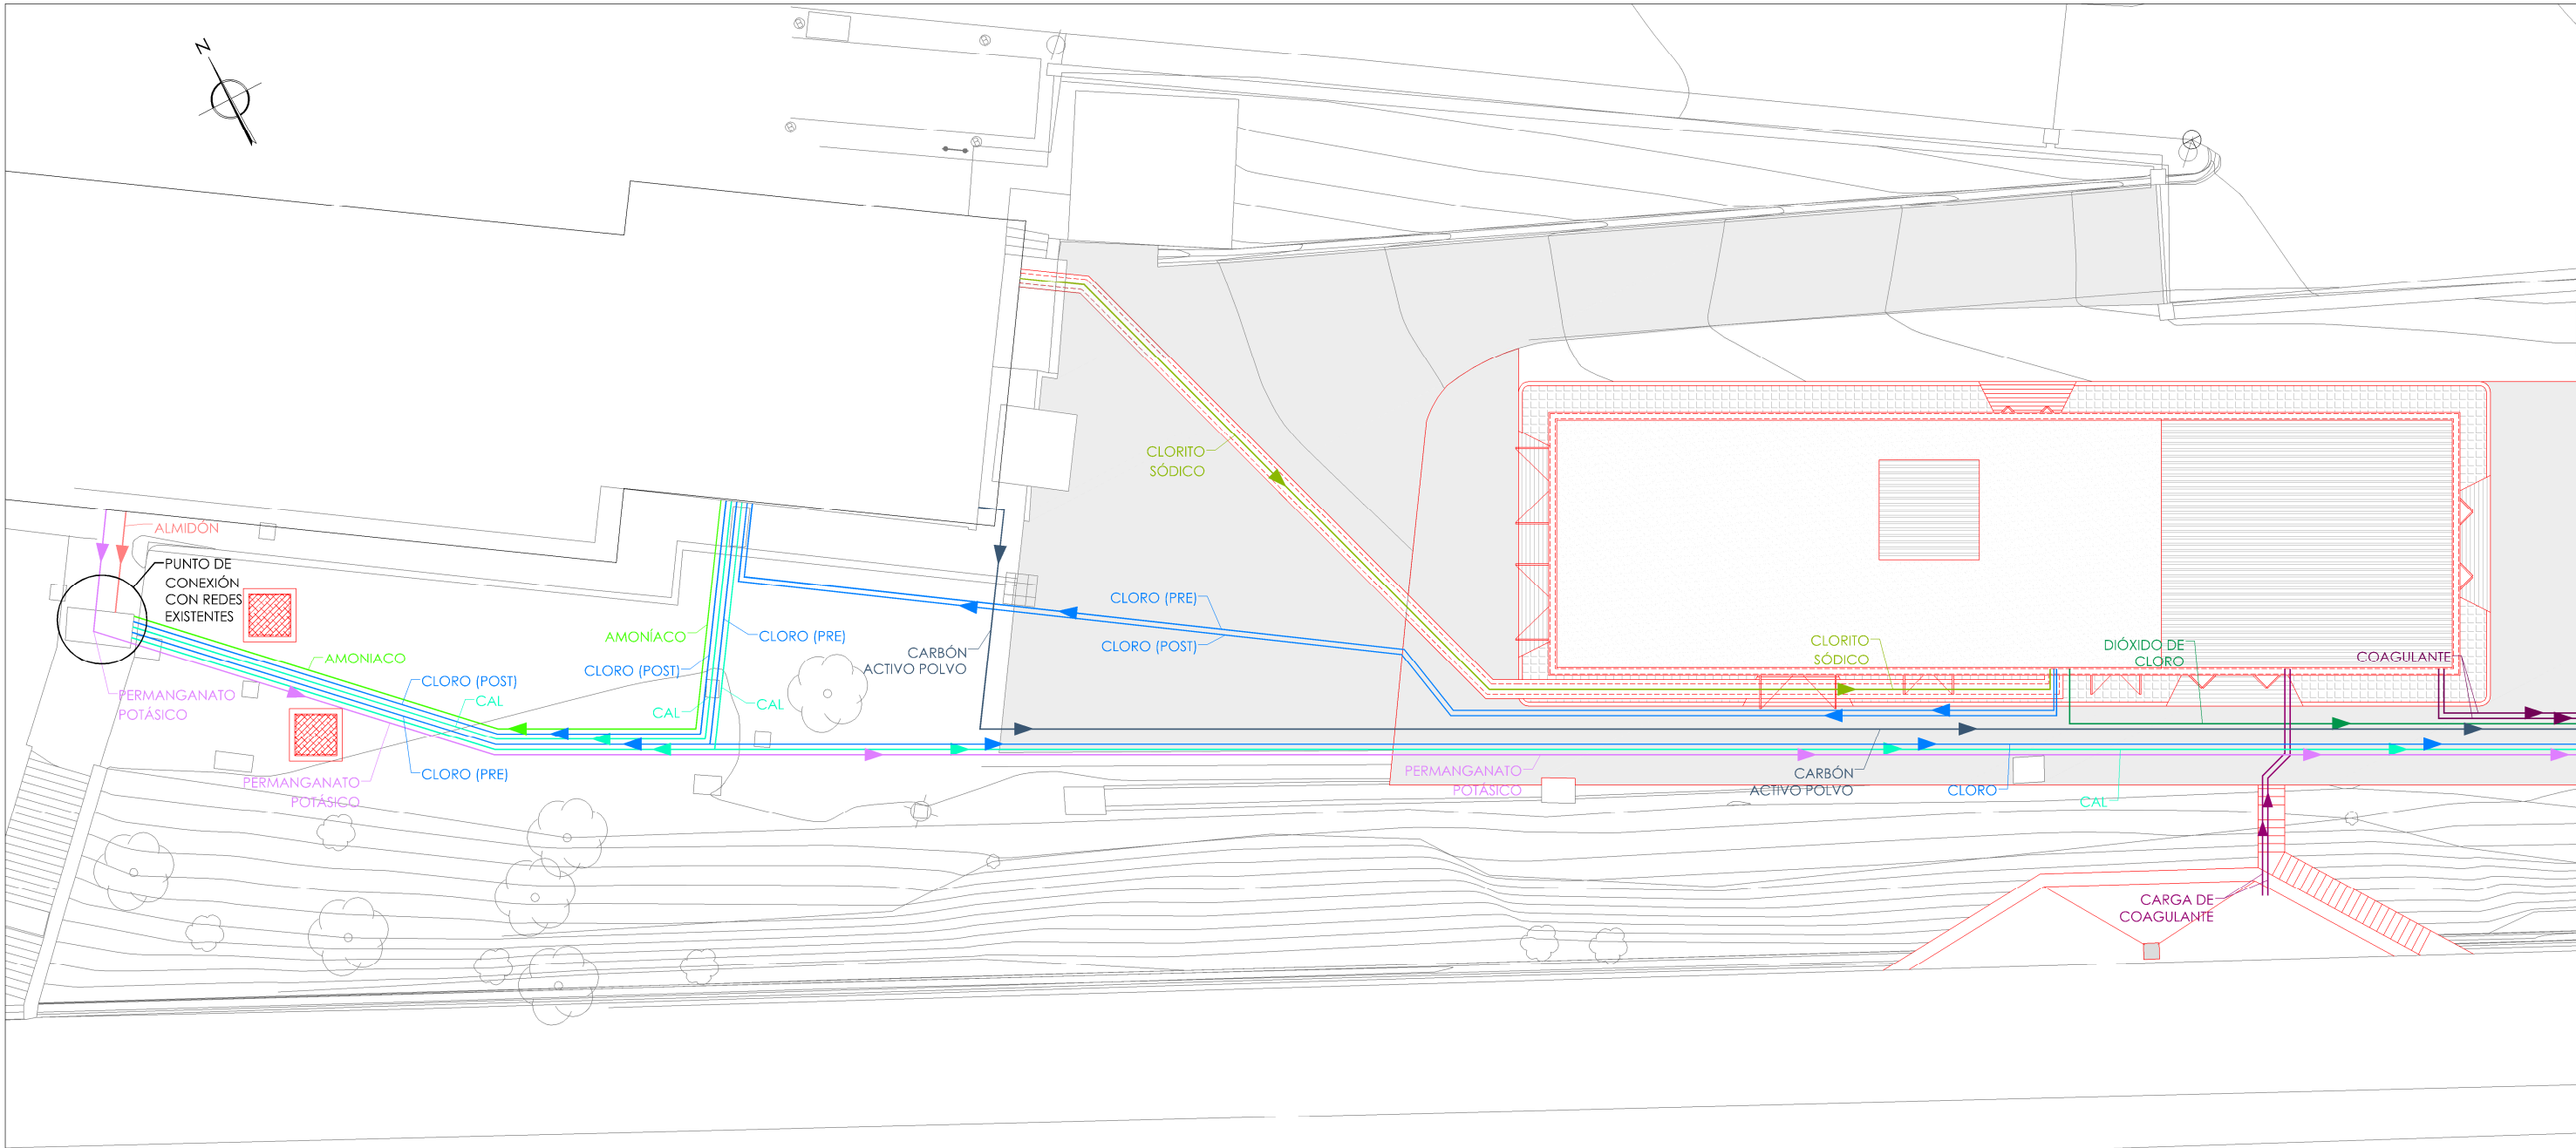 N
ALMIDÓN
PUNTO DE
CONEXIÓN
CON REDES
EXISTENTES
PERMANGANATO
POTÁSICO
AMONIACO
CLORO (POST)
CAL
CLORO (PRE)
PERMANGANATO
POTÁSICO
AMONÍACO
CLORO (POST)
CAL
CLORO (PRE)
CAL
CARBÓN
ACTIVO POLVO
CLORITO
SÓDICO
CLORO (PRE)
CLORO (POST)
CLORITO
SÓDICO
DIÓXIDO DE
CLORO
COAGULANTE
PERMANGANATO
POTÁSICO
CARBÓN
ACTIVO POLVO
CLORO
CAL
CARGA DE
COAGULANTE